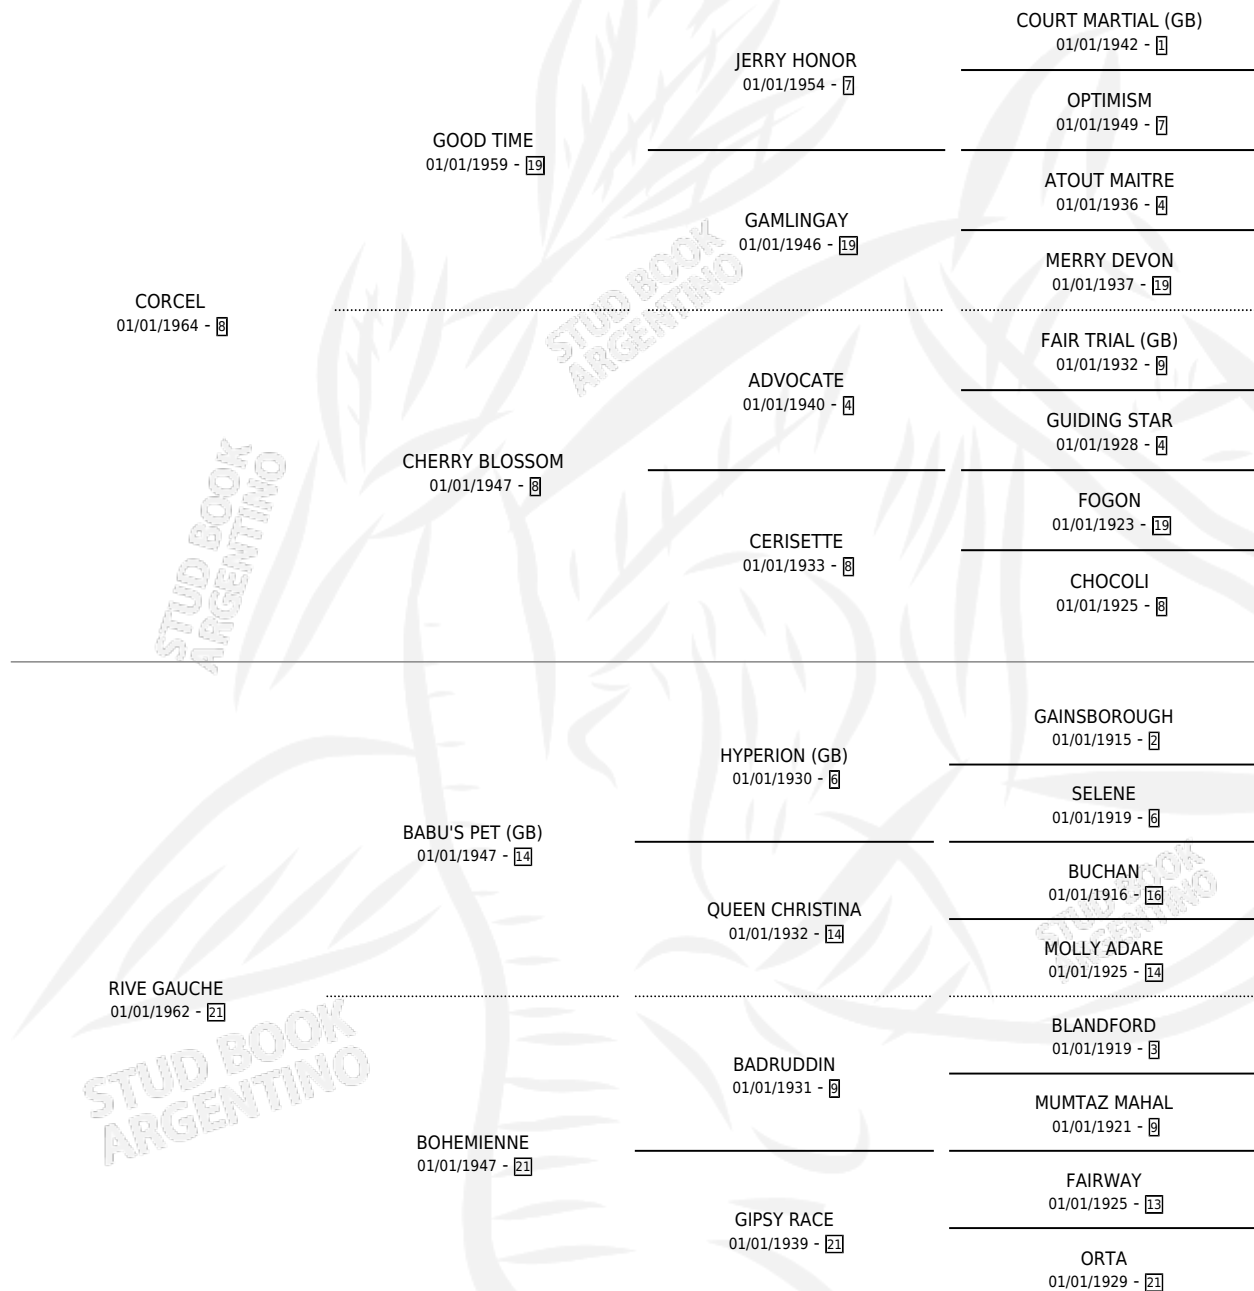 COURT MARTIAL (GB)
01/01/1942 - 1
JERRY HONOR
01/01/1954 - 7
OPTIMISM
01/01/1949 - 7
GOOD TIME
01/01/1959 - 19
ATOUT MAITRE
01/01/1936 - 4
GAMLINGAY
01/01/1946 - 19
MERRY DEVON
01/01/1937 - 19
CORCEL
01/01/1964 - 8
FAIR TRIAL (GB)
01/01/1932 - 9
ADVOCATE
01/01/1940 - 4
GUIDING STAR
01/01/1928 - 4
CHERRY BLOSSOM
01/01/1947 - 8
FOGON
01/01/1923 - 19
CERISETTE
01/01/1933 - 8
CHOCOLI
01/01/1925 - 8
GAINSBOROUGH
01/01/1915 - 2
HYPERION (GB)
01/01/1930 - 6
SELENE
01/01/1919 - 6
BABU'S PET (GB)
01/01/1947 - 14
BUCHAN
01/01/1916 - 16
QUEEN CHRISTINA
01/01/1932 - 14
MOLLY ADARE
01/01/1925 - 14
RIVE GAUCHE
01/01/1962 - 21
BLANDFORD
01/01/1919 - 3
BADRUDDIN
01/01/1931 - 9
MUMTAZ MAHAL
01/01/1921 - 9
BOHEMIENNE
01/01/1947 - 21
FAIRWAY
01/01/1925 - 13
GIPSY RACE
01/01/1939 - 21
ORTA
01/01/1929 - 21
STUD BOOK
ARGENTINO
STUD BOOK
ARGENTINO
STUD BOOK
ARGENTINO
STUD BOOK
ARGENTINO